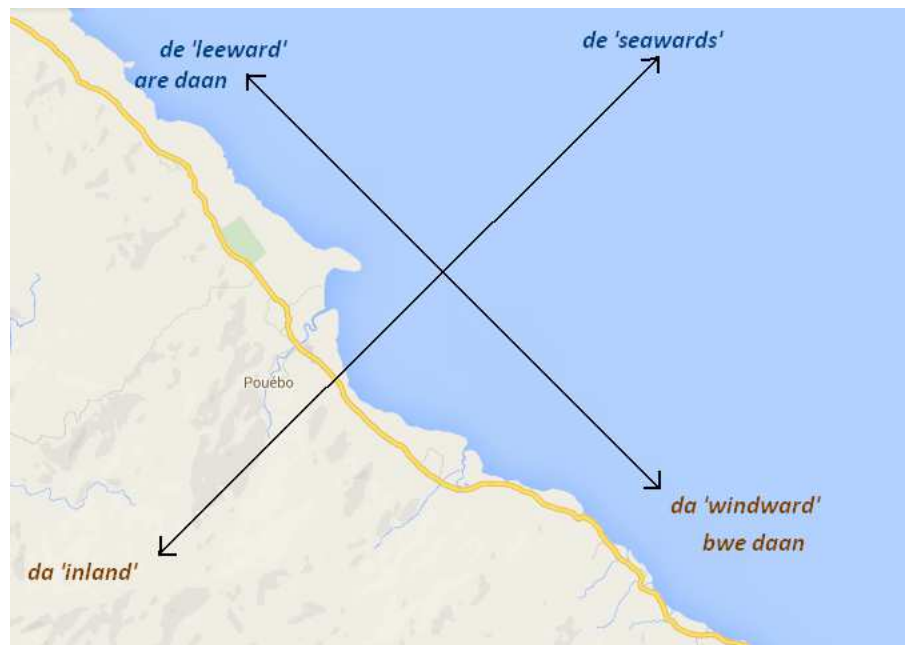 de 'leeward'
are daan
de 'seawards'
Pouébo
da 'windward'
bwe daan
da 'inland'